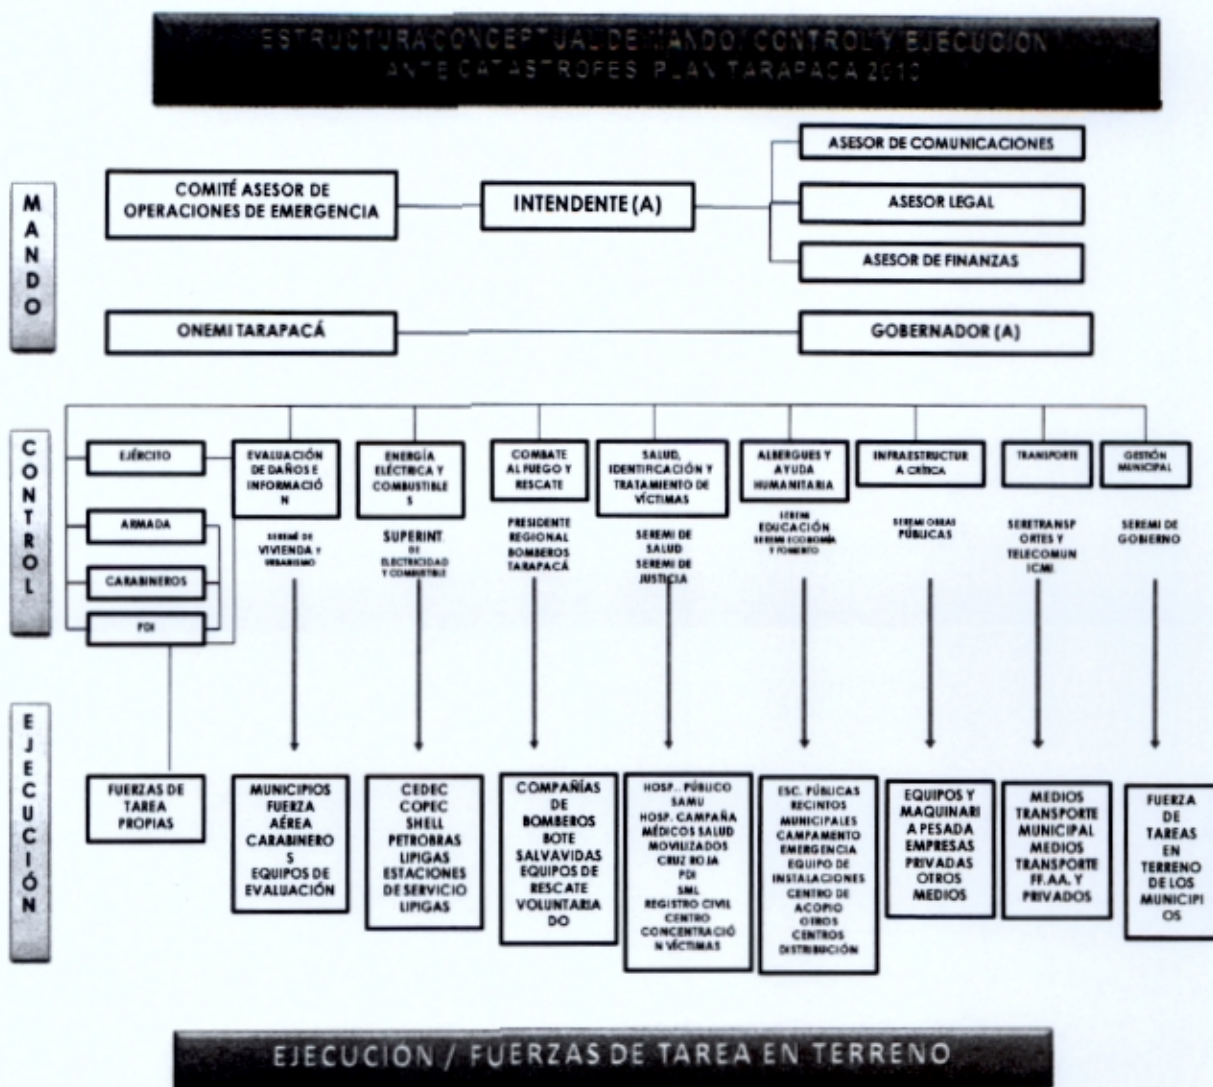 ESTRUCTURA CONCEPTUAL DE MANDO, CONTROL Y EJECUCIÓN
ANTE CATASTROFES PLAN TARAPACA 2010
MANDO
COMITÉ ASESOR DE
OPERACIONES DE EMERGENCIA
INTENDENTE (A)
ASESOR DE COMUNICACIONES
ASESOR LEGAL
ASESOR DE FINANZAS
ONEMI TARAPACÁ
GOBERNADOR (A)
CONTROL
EJÉRCITO
ARMADA
CARABINEROS
PDI
EVALUACIÓN
DE DAÑOS E
INFORMACIÓ
N
SEREMÍ DE
VIVIENDA Y
URBANISMO
ENERGÍA
ELÉCTRICA Y
COMBUSTIBLE
S
SUPERINT.
DE
ELECTRICIDAD
Y COMBUSTIBLE
COMBATE
AL FUEGO Y
RESCATE
PRESIDENTE
REGIONAL
BOMBEROS
TARAPACÁ
SALUD,
IDENTIFICACIÓN Y
TRATAMIENTO DE
VÍCTIMAS
SEREMI DE
SALUD
SEREMI DE
JUSTICIA
ALBERGUES Y
AYUDA
HUMANITARIA
SEREMI
EDUCACIÓN
SEREMI ECONOMÍA
Y FOMENTO
INFRAESTRUCTUR
A CRÍTICA
SEREMI OBRAS
PÚBLICAS
TRANSPORTE
SERETRANSP
ORTES Y
TELECOMUN
ICMI
GESTIÓN
MUNICIPAL
SEREMI DE
GOBIERNO
EJECUCIÓN
FUERZAS DE
TAREA
PROPIAS
MUNICIPIOS
FUERZA
AÉREA
CARABINERO
S
EQUIPOS DE
EVALUACIÓN
CEDEC
COPEC
SHELL
PETROBRAS
LIPIGAS
ESTACIONES
DE SERVICIO
LIPIGAS
COMPAÑÍAS
DE
BOMBEROS
BOTE
SALVAVIDAS
EQUIPOS DE
RESCATE
VOLUNTARIA
DO
HOSP.. PÚBLICO
SAMU
HOSP. CAMPAÑA
MÉDICOS SALUD
MOVILIZADOS
CRUZ ROJA
PDI
SML
REGISTRO CIVIL
CENTRO
CONCENTRACIÓ
N VÍCTIMAS
ESC. PÚBLICAS
RECINTOS
MUNICIPALES
CAMPAMENTO
EMERGENCIA
EQUIPO DE
INSTALACIONES
CENTRO DE
ACOPIO
OTROS
CENTROS
DISTRIBUCIÓN
EQUIPOS Y
MAQUINARI
A PESADA
EMPRESAS
PRIVADAS
OTROS
MEDIOS
MEDIOS
TRANSPORTE
MUNICIPAL
MEDIOS
TRANSPORTE
FF.AA. Y
PRIVADOS
FUERZA
DE
TAREAS
EN
TERRENO
DE LOS
MUNICIPI
OS
EJECUCIÓN / FUERZAS DE TAREA EN TERRENO